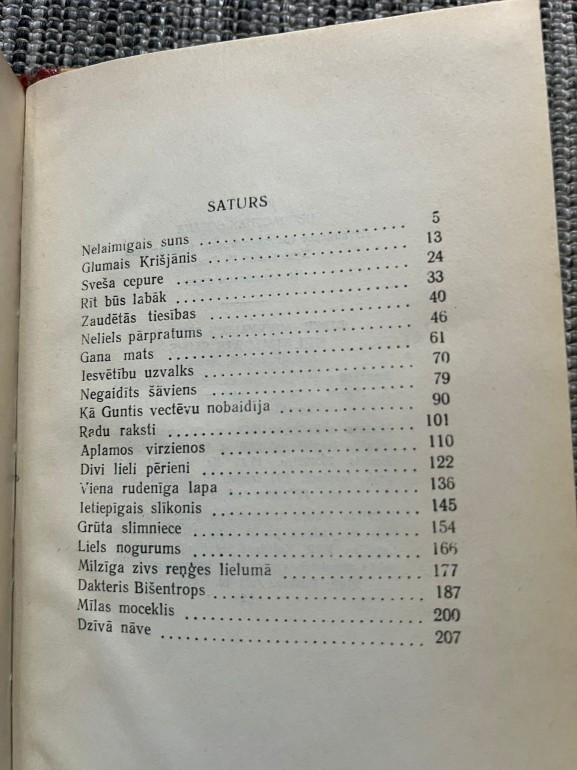 SATURS
Nelaimīgais suns . . . . . . . . . . . . . . . . . . . . 5
Glumais Krišjānis . . . . . . . . . . . . . . . . . . . . 13
Sveša cepure . . . . . . . . . . . . . . . . . . . . 24
Rīt būs labāk . . . . . . . . . . . . . . . . . . . . 33
Zaudētās tiesības . . . . . . . . . . . . . . . . . . . . 40
Neliels pārpratums . . . . . . . . . . . . . . . . . . . . 46
Gana mats . . . . . . . . . . . . . . . . . . . . 61
Iesvētību uzvalks . . . . . . . . . . . . . . . . . . . . 70
Negaidīts šāviens . . . . . . . . . . . . . . . . . . . . 79
Kā Guntis vectēvu nobaidīja . . . . . . . . . . . . . 90
Radu raksti . . . . . . . . . . . . . . . . . . . . 101
Aplamos virzienos . . . . . . . . . . . . . . . . . . . . 110
Divi lieli pērieni . . . . . . . . . . . . . . . . . . . . 122
Viena rudenīga lapa . . . . . . . . . . . . . . . . . . . . 136
Ietiepīgais slīkonis . . . . . . . . . . . . . . . . . . . . 145
Grūta slimniece . . . . . . . . . . . . . . . . . . . . 154
Liels nogurums . . . . . . . . . . . . . . . . . . . . 166
Milzīga zivs reņģes lielumā . . . . . . . . . . . . . 177
Dakteris Bišentrops . . . . . . . . . . . . . . . . . . . . 187
Mīlas moceklis . . . . . . . . . . . . . . . . . . . . 200
Dzīvā nāve . . . . . . . . . . . . . . . . . . . . 207